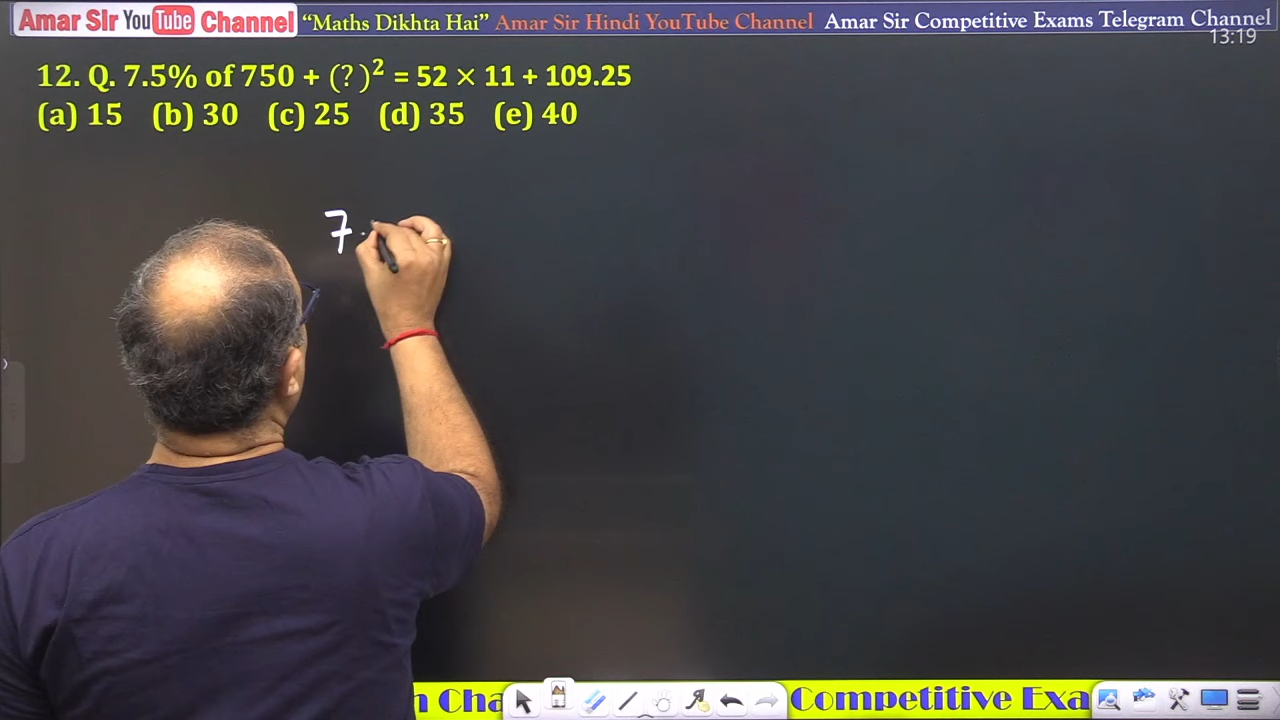 Amar SIr YouTube Channel “Maths Dikhta Hai” Amar Sir Hindi YouTube Channel Amar Sir Competitive Exams Telegram Channel
13:19
12. Q. 7.5% of 750 + (? )² = 52 × 11 + 109.25
(a) 15 (b) 30 (c) 25 (d) 35 (e) 40
7.
Competitive Exa